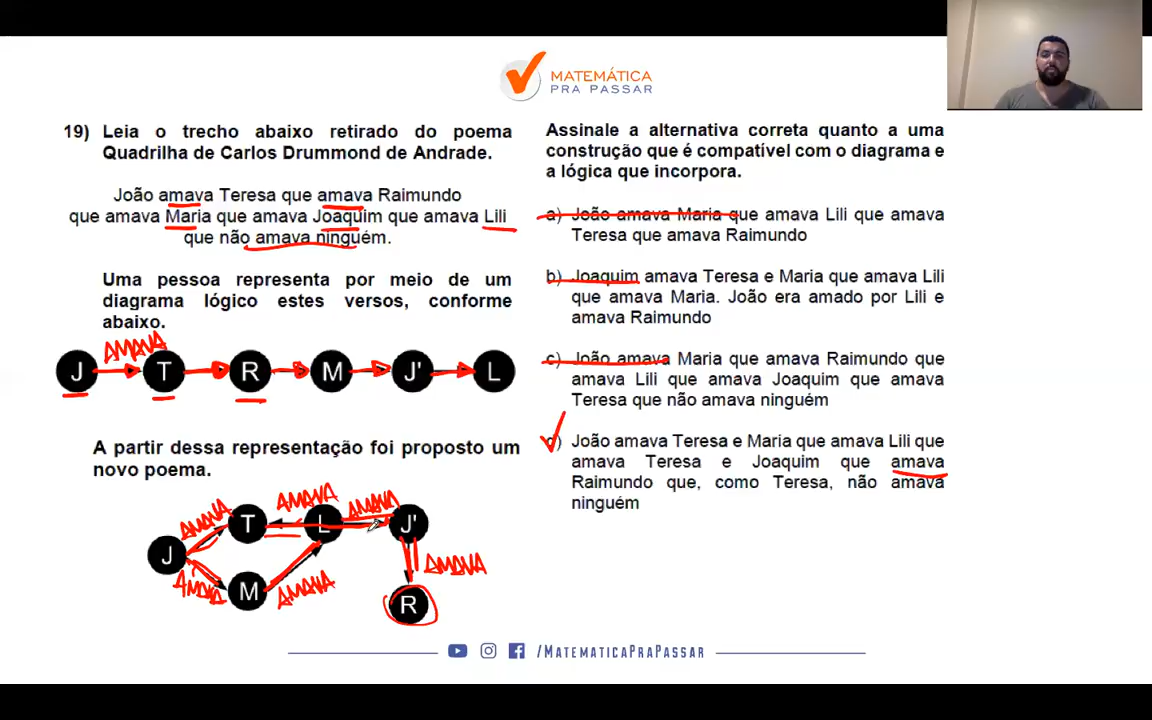 MATEMÁTICA
PRA PASSAR
19) Leia o trecho abaixo retirado do poema
Quadrilha de Carlos Drummond de Andrade.
João amava Teresa que amava Raimundo
que amava Maria que amava Joaquim que amava Lili
que não amava ninguém.
Uma pessoa representa por meio de um
diagrama lógico estes versos, conforme
abaixo.
AMAVA
J T R M J' L
A partir dessa representação foi proposto um
novo poema.
AMAVA AMAVA AMAVA
T L J'
J
AMAVA M AMAVA AMAVA
R
Assinale a alternativa correta quanto a uma
construção que é compatível com o diagrama e
a lógica que incorpora.
a) João amava Maria que amava Lili que amava
Teresa que amava Raimundo
b) Joaquim amava Teresa e Maria que amava Lili
que amava Maria. João era amado por Lili e
amava Raimundo
c) João amava Maria que amava Raimundo que
amava Lili que amava Joaquim que amava
Teresa que não amava ninguém
d) João amava Teresa e Maria que amava Lili que
amava Teresa e Joaquim que amava
Raimundo que, como Teresa, não amava
ninguém
/MATEMATICAPRAPASSAR